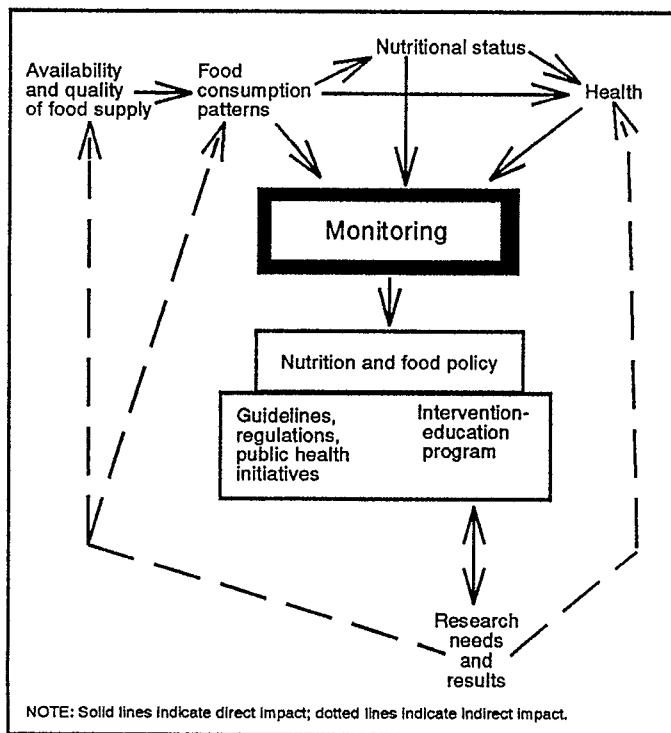 Nutritional status
Availability
and quality
of food supply
Food
consumption
patterns
Health
Monitoring
Nutrition and food policy
Guidelines,
regulations,
public health
initiatives
Intervention-
education
program
Research
needs
and
results
NOTE: Solid lines indicate direct impact; dotted lines indicate indirect impact.